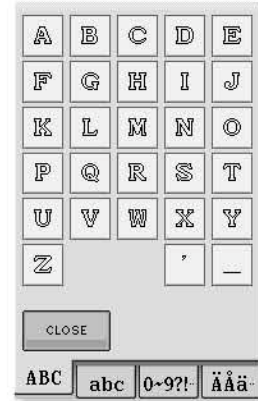 A B C D E
F G H I J
K L M N O
P Q R S T
U V W X Y
Z ' _
CLOSE
ABC abc 0~9?!·· ÄÅä··